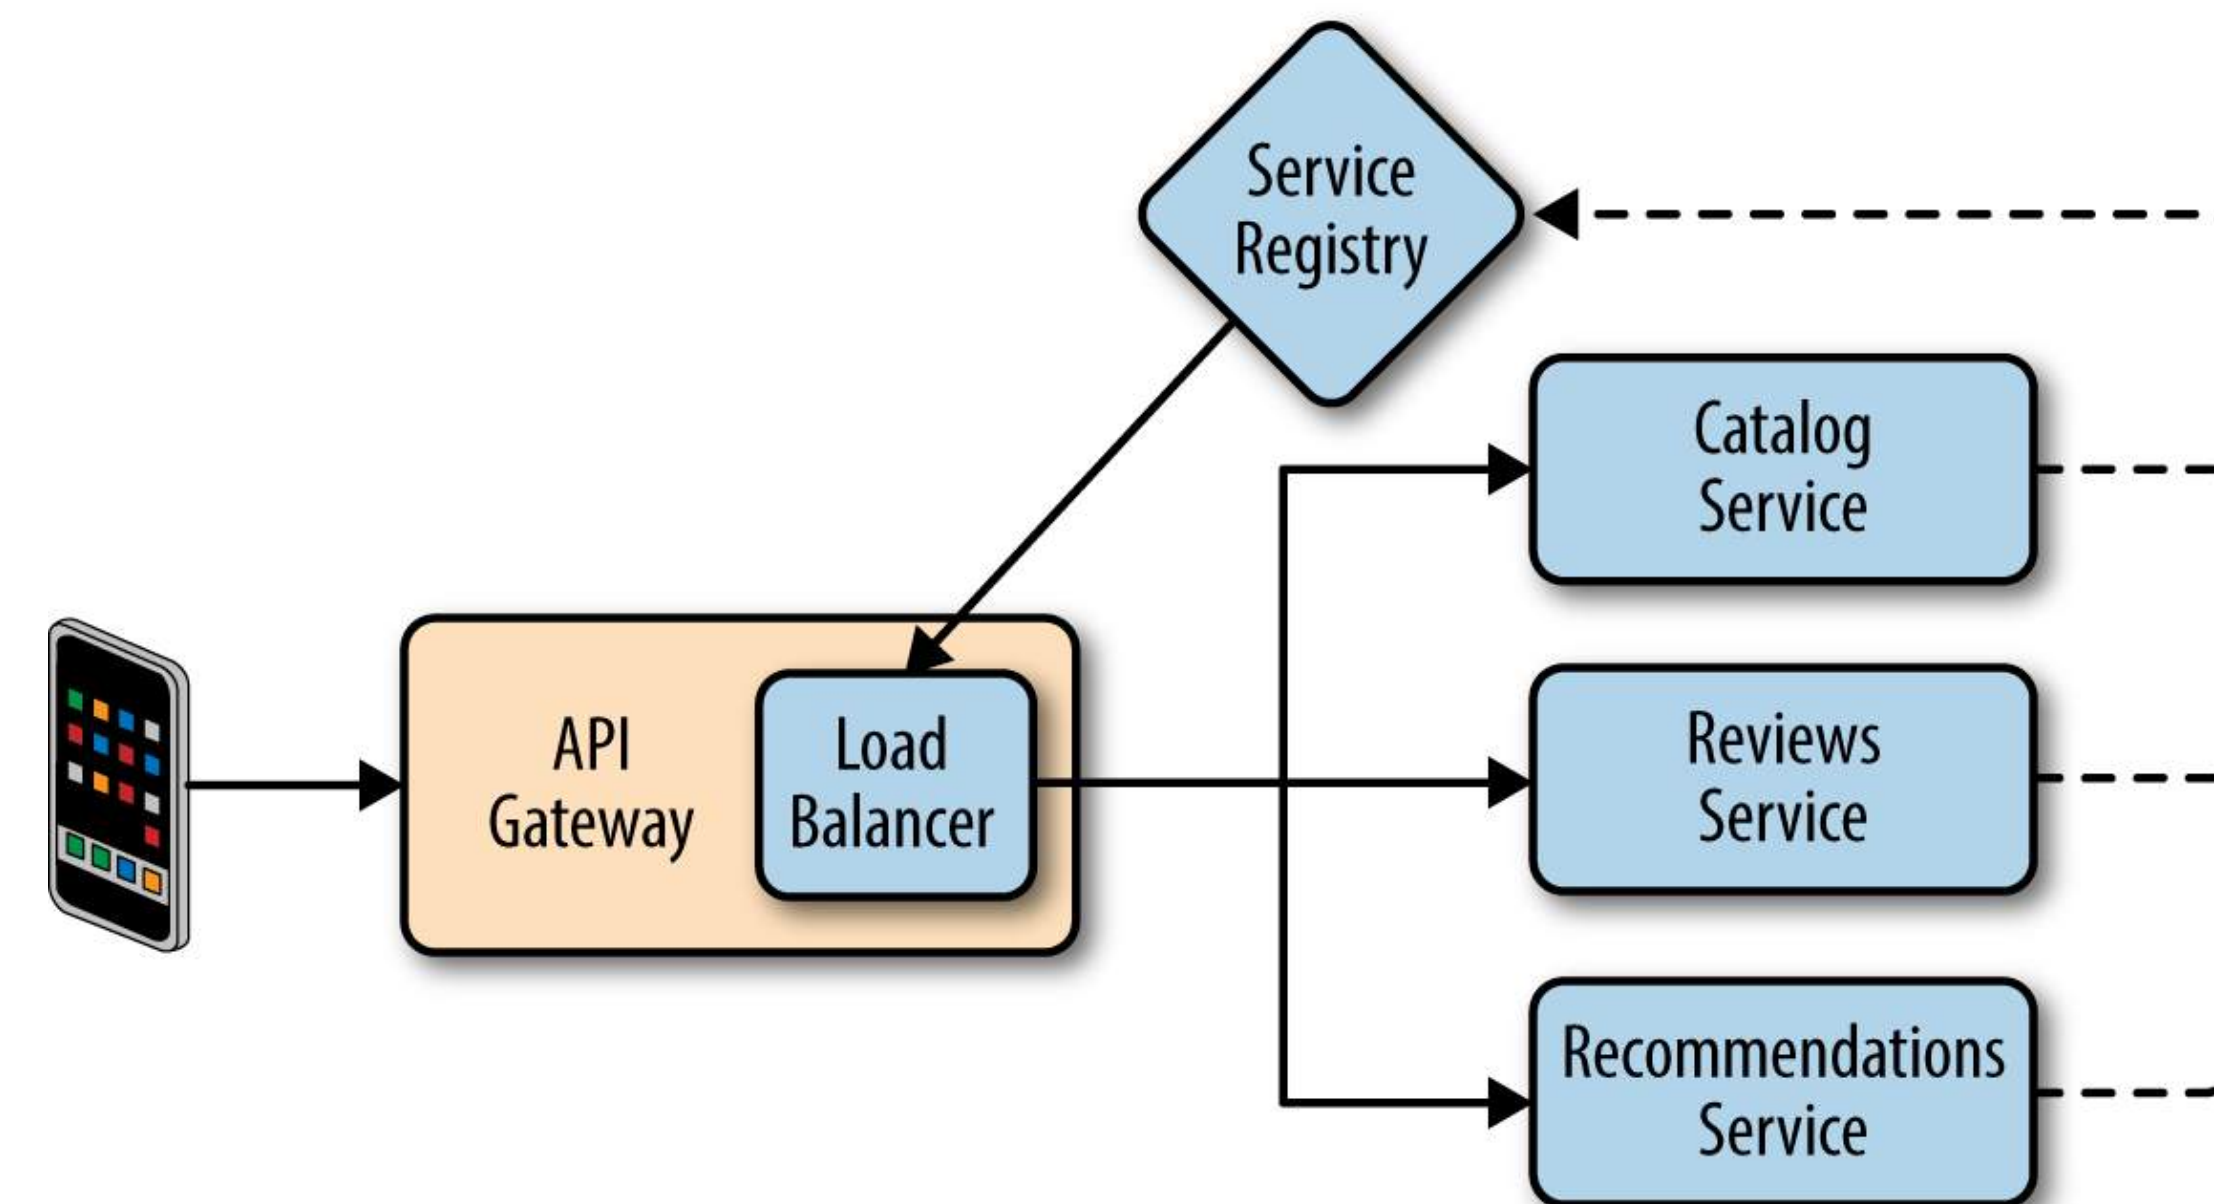 Service
Registry
Catalog
Service
API
Gateway
Load
Balancer
Reviews
Service
Recommendations
Service